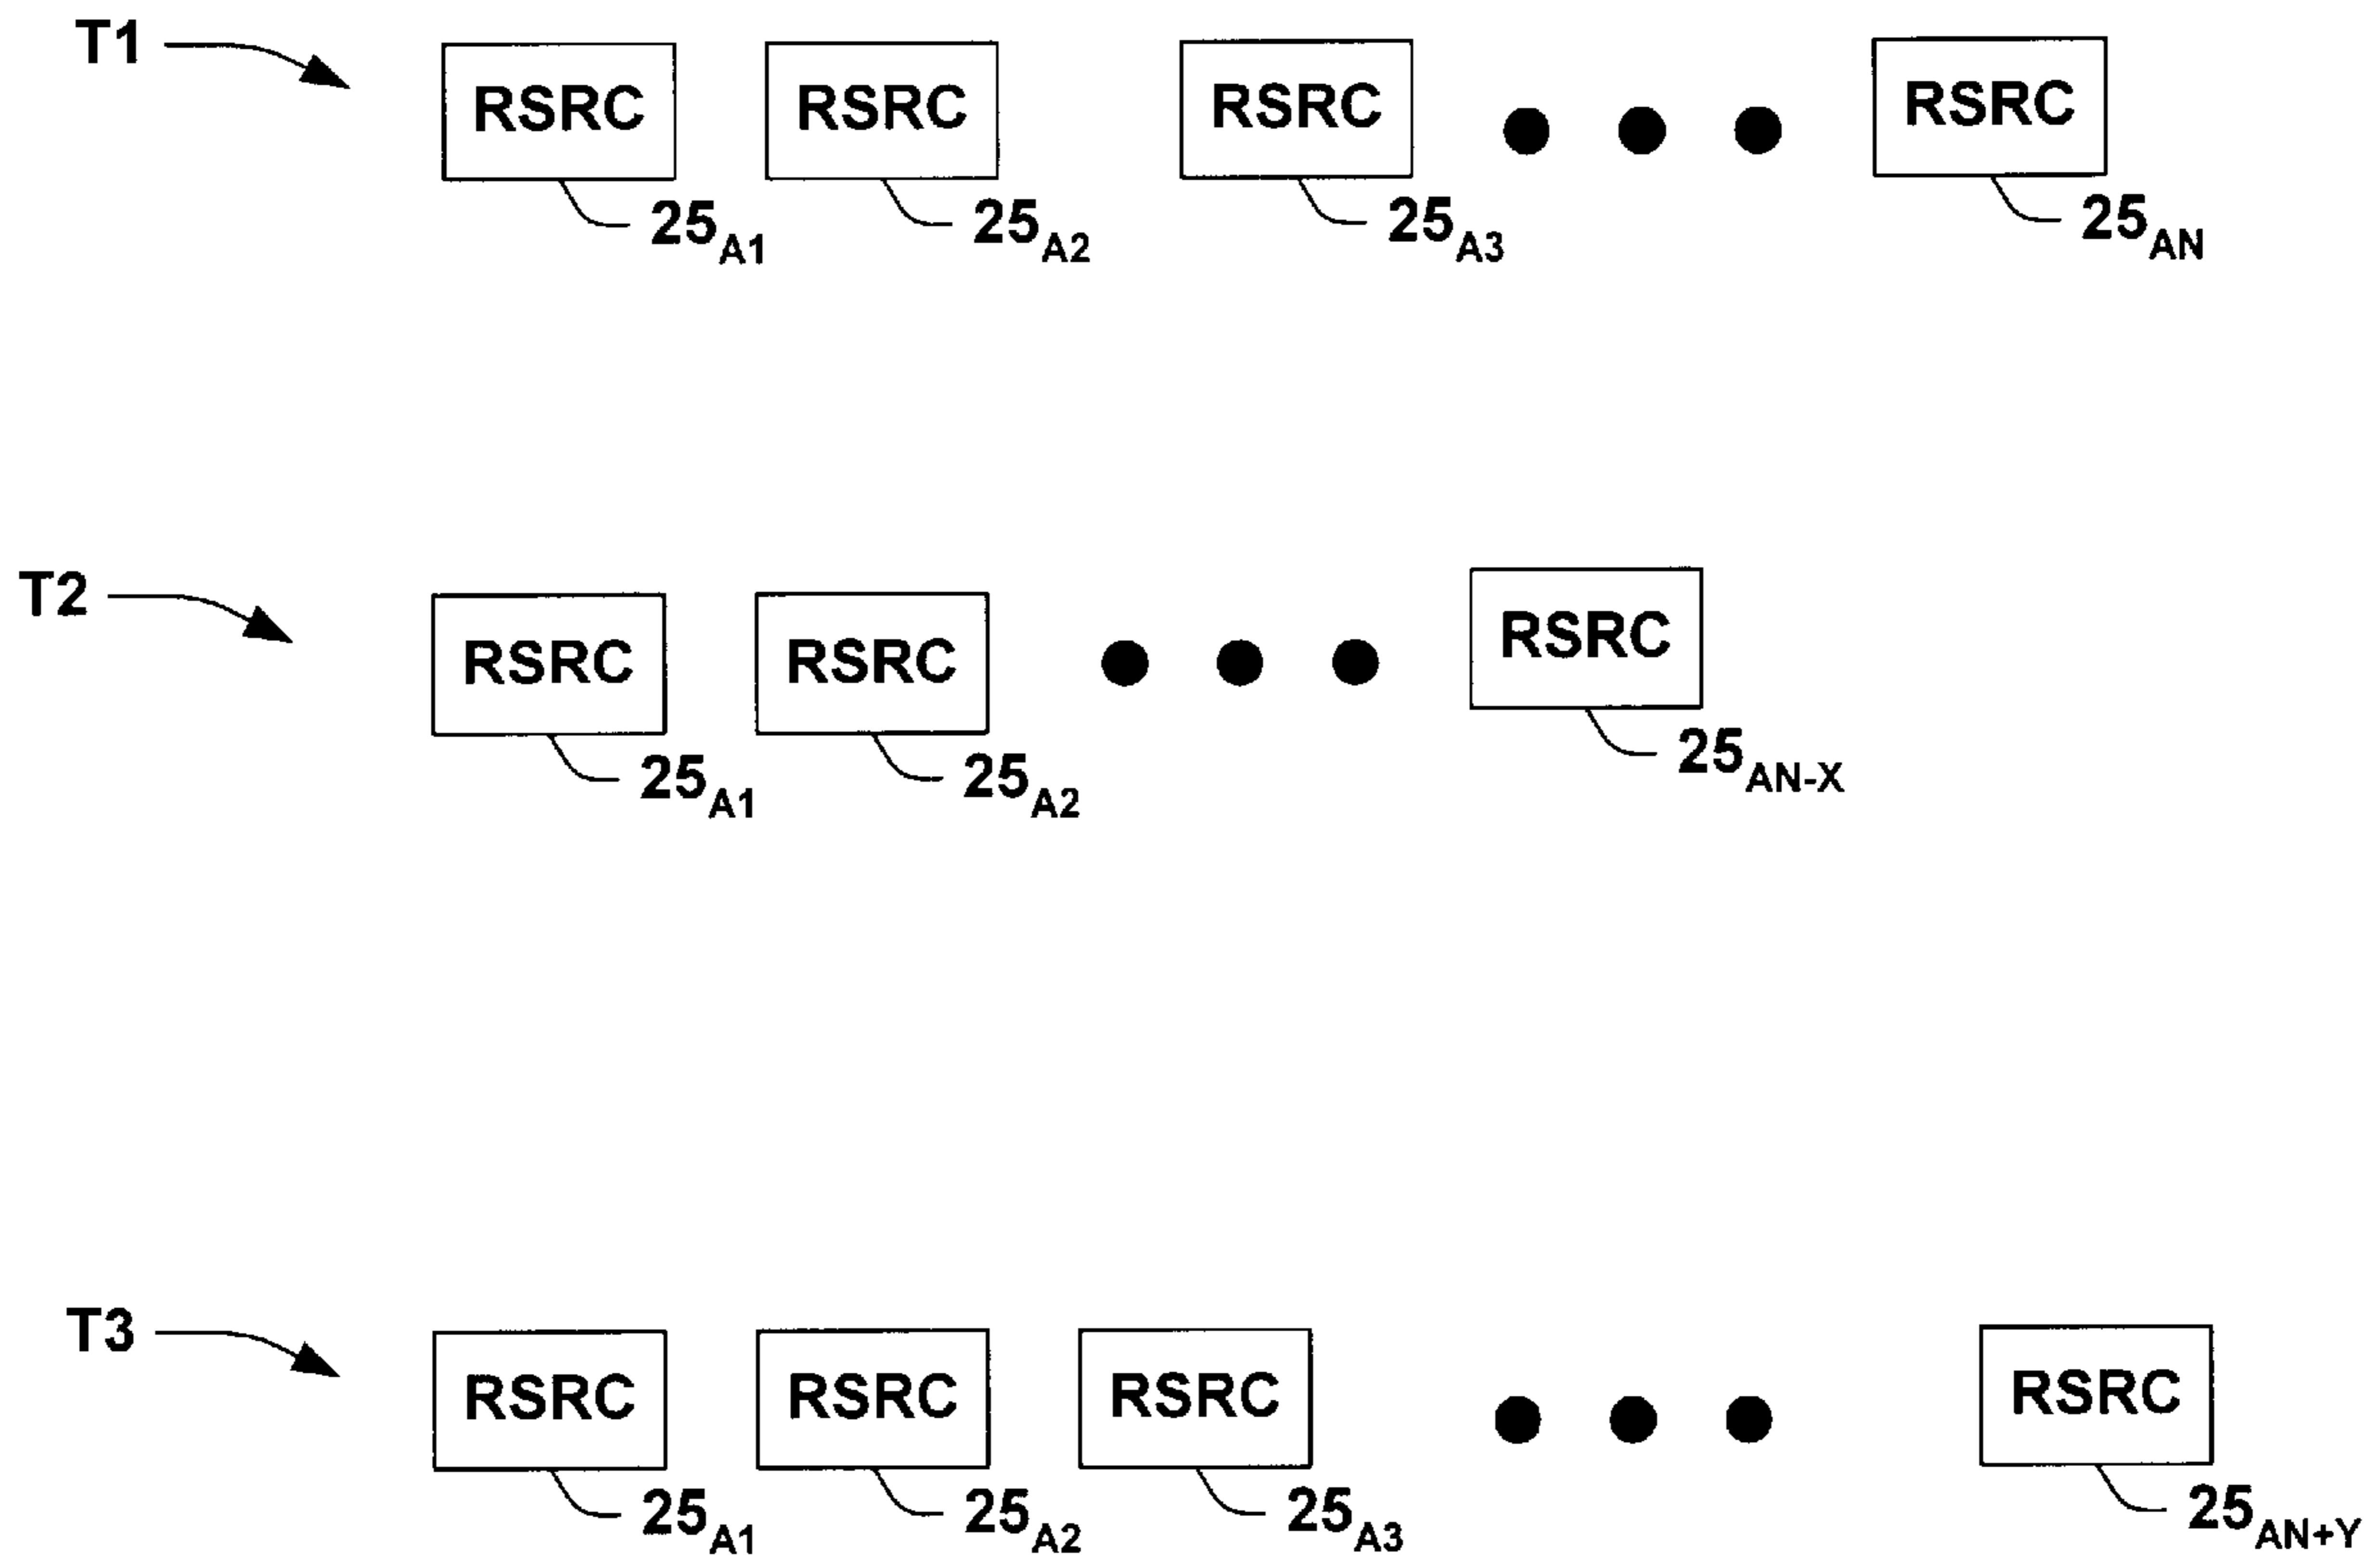 T1
RSRC RSRC RSRC RSRC
25A1 25A2 25A3 25AN
T2
RSRC RSRC RSRC
25A1 25A2 25AN-X
T3
RSRC RSRC RSRC RSRC
25A1 25A2 25A3 25AN+Y